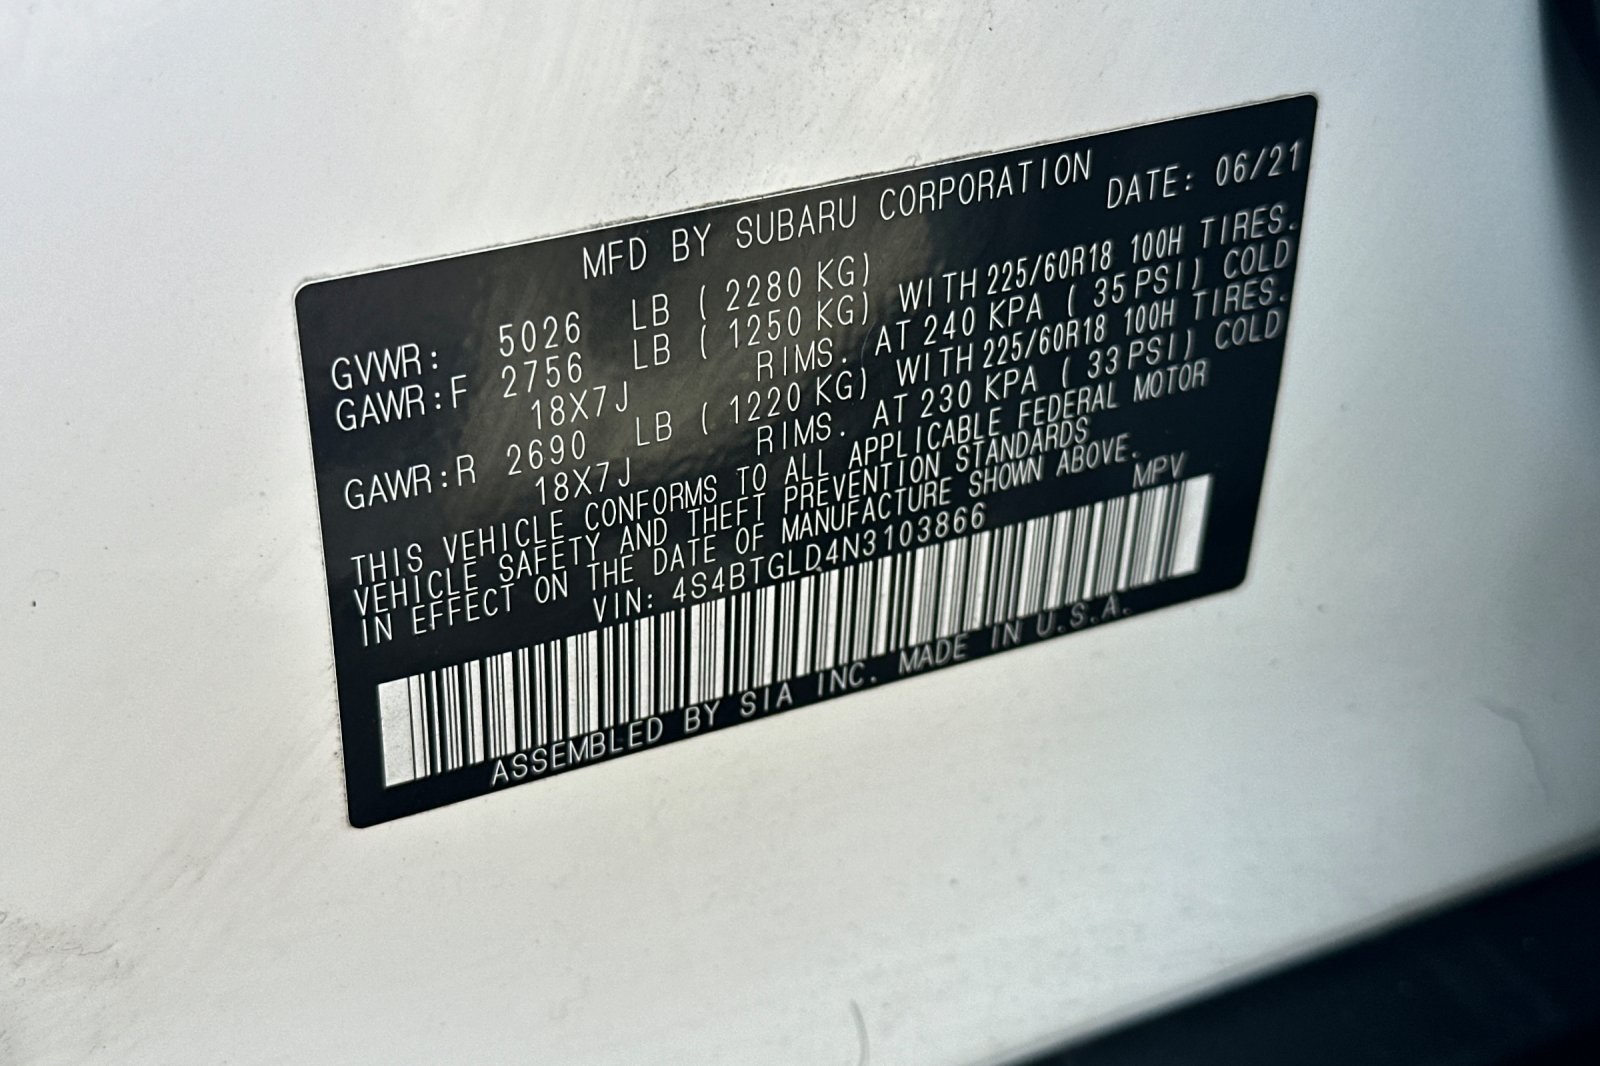 MFD BY SUBARU CORPORATION
DATE: 06/21
GVWR: 5026 LB ( 2280 KG)
GAWR:F 2756 LB ( 1250 KG) WITH 225/60R18 100H TIRES.
18X7J RIMS. AT 240 KPA ( 35 PSI) COLD
GAWR:R 2690 LB ( 1220 KG) WITH 225/60R18 100H TIRES.
18X7J RIMS. AT 230 KPA ( 33 PSI) COLD
THIS VEHICLE CONFORMS TO ALL APPLICABLE FEDERAL MOTOR
VEHICLE SAFETY AND THEFT PREVENTION STANDARDS
IN EFFECT ON THE DATE OF MANUFACTURE SHOWN ABOVE.
VIN: 4S4BTGLD4N3103866 MPV
ASSEMBLED BY SIA INC. MADE IN U.S.A.